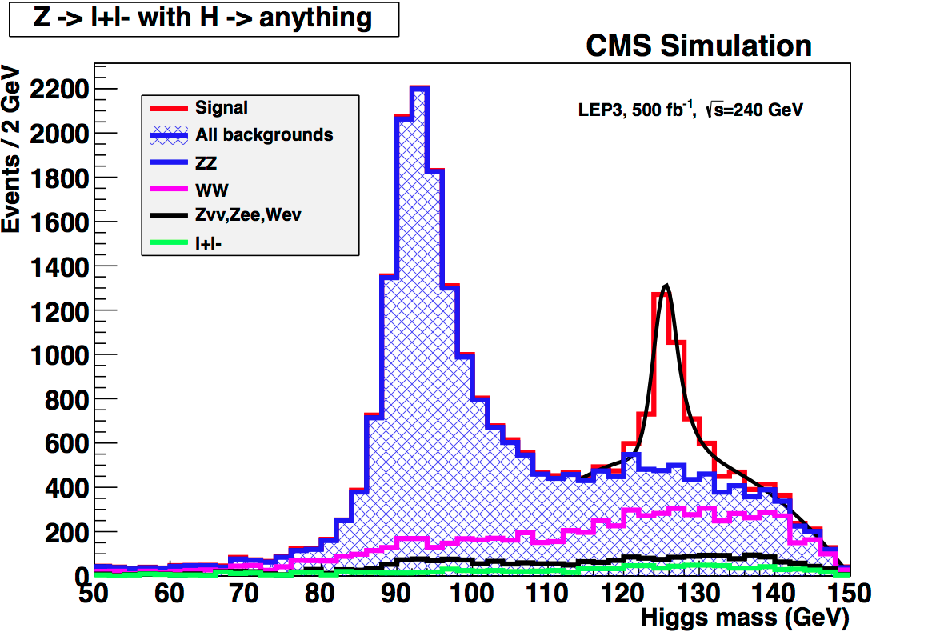 Z -> l+l- with H -> anything
CMS Simulation
LEP3, 500 fb⁻¹, √s=240 GeV
Events / 2 GeV
2200
2000
1800
1600
1400
1200
1000
800
600
400
200
0
Signal
All backgrounds
ZZ
WW
Zνν,Zee,Weν
l+l-
50 60 70 80 90 100 110 120 130 140 150
Higgs mass (GeV)